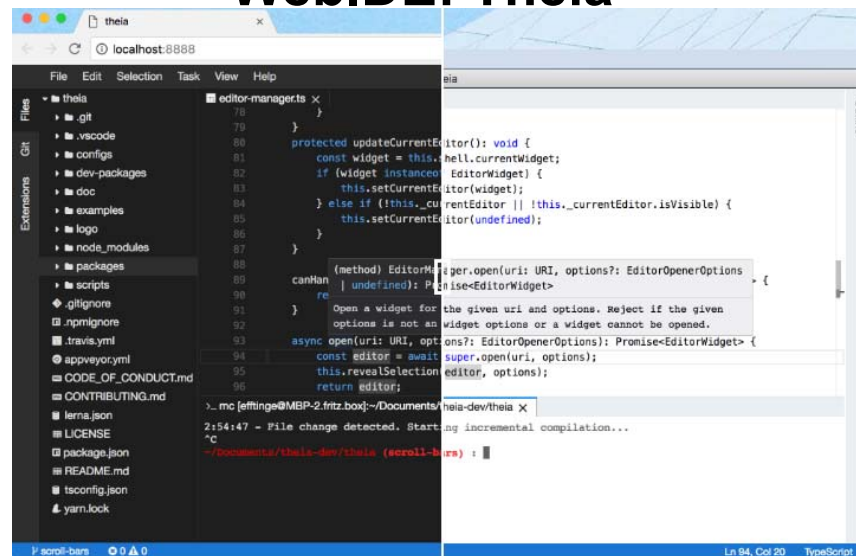 Web.IDE: Theia
theia ×
localhost:8888
File Edit Selection Task View Help
eia
Files
Git
Extensions
theia
.git
.vscode
configs
dev-packages
doc
examples
logo
node_modules
packages
scripts
.gitignore
.npmignore
.travis.yml
appveyor.yml
CODE_OF_CONDUCT.md
CONTRIBUTING.md
lerna.json
LICENSE
package.json
README.md
tsconfig.json
yarn.lock
editor-manager.ts ×
78 }
79 }
80 protected updateCurrentEditor(): void {
81 const widget = this.shell.currentWidget;
82 if (widget instanceof EditorWidget) {
83 this.setCurrentEditor(widget);
84 } else if (!this._currentEditor || !this._currentEditor.isVisible) {
85 this.setCurrentEditor(undefined);
86 }
87 }
88
(method) EditorManager.open(uri: URI, options?: EditorOpenerOptions
| undefined): Promise<EditorWidget>
Open a widget for the given uri and options. Reject if the given
options is not an widget options or a widget cannot be opened.
89 canHan > {
90 re
91 }
92
93 async open(uri: URI, options?: EditorOpenerOptions): Promise<EditorWidget> {
94 const editor = await super.open(uri, options);
95 this.revealSelection(editor, options);
96 return editor;
>_ mc [efftinge@MBP-2.fritz.box]:~/Documents/theia-dev/theia ×
2:54:47 - File change detected. Starting incremental compilation...
^C
~/Documents/theia-dev/theia (scroll-bars) :
scroll-bars 0 0
Ln 94, Col 20 TypeScript